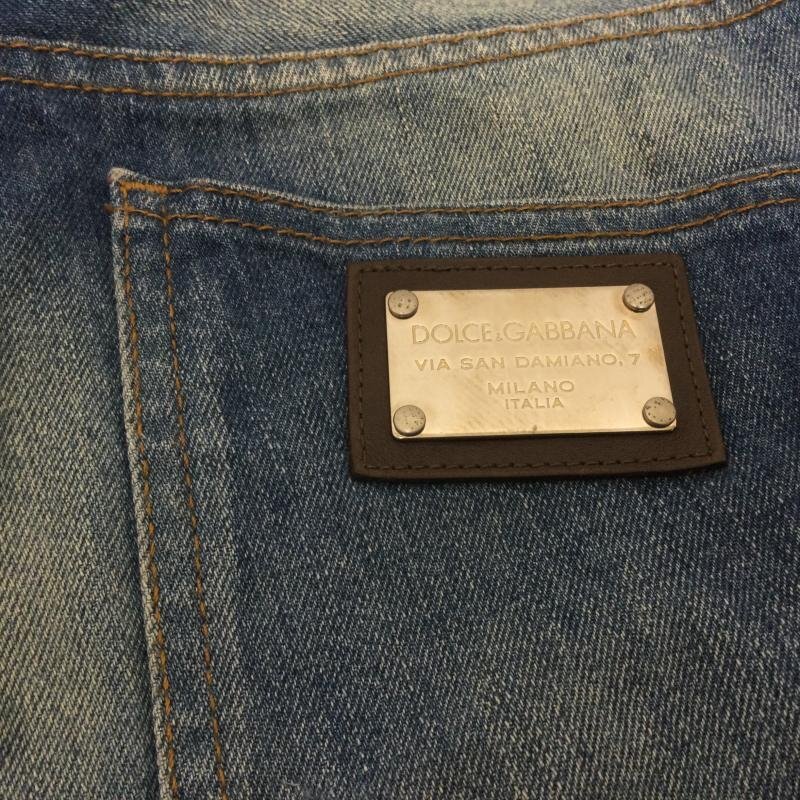 DOLCE&GABBANA
VIA SAN DAMIANO, 7
MILANO
ITALIA